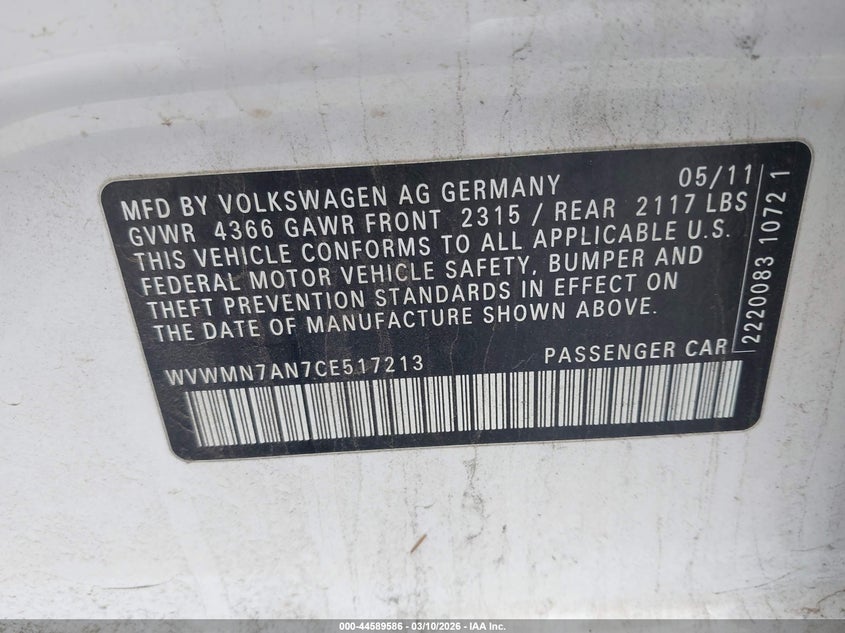 MFD BY VOLKSWAGEN AG GERMANY 05/11
GVWR 4366 GAWR FRONT 2315 / REAR 2117 LBS
THIS VEHICLE CONFORMS TO ALL APPLICABLE U.S.
FEDERAL MOTOR VEHICLE SAFETY, BUMPER AND
THEFT PREVENTION STANDARDS IN EFFECT ON
THE DATE OF MANUFACTURE SHOWN ABOVE.
WVWMN7AN7CE517213 PASSENGER CAR
2220083 1072 1
000-44589586 — 03/10/2026 — IAA Inc.